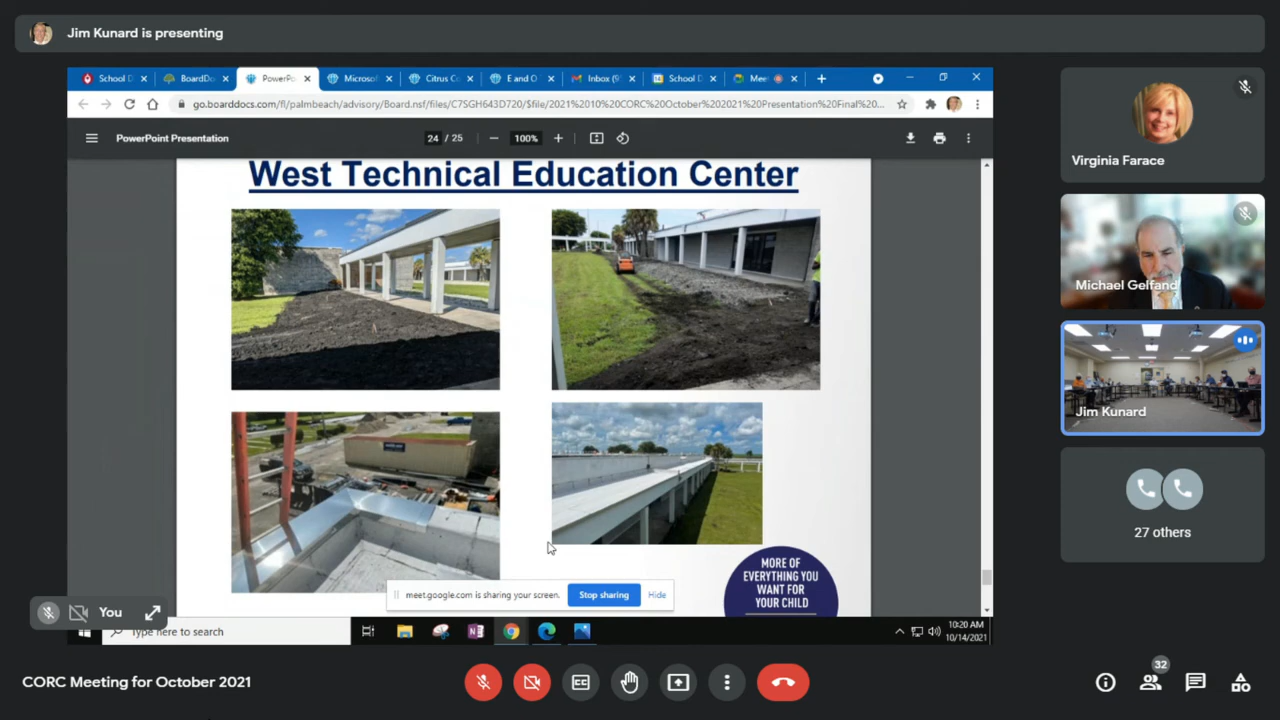 Jim Kunard is presenting
School D
BoardDo
PowerPo
Microsof
Citrus Co
E and O
Inbox (9
School D
Mee
go.boarddocs.com/fl/palmbeach/advisory/Board.nsf/files/C7SGH643D720/$file/2021%2010%20CORC%20October%202021%20Presentation%20Final%20...
PowerPoint Presentation
24 / 25
100%
West Technical Education Center
MORE OF
EVERYTHING YOU
WANT FOR
YOUR CHILD
meet.google.com is sharing your screen.
Stop sharing
Hide
You
Type here to search
10:20 AM
10/14/2021
Virginia Farace
Michael Gelfand
Jim Kunard
27 others
CORC Meeting for October 2021
CC
32